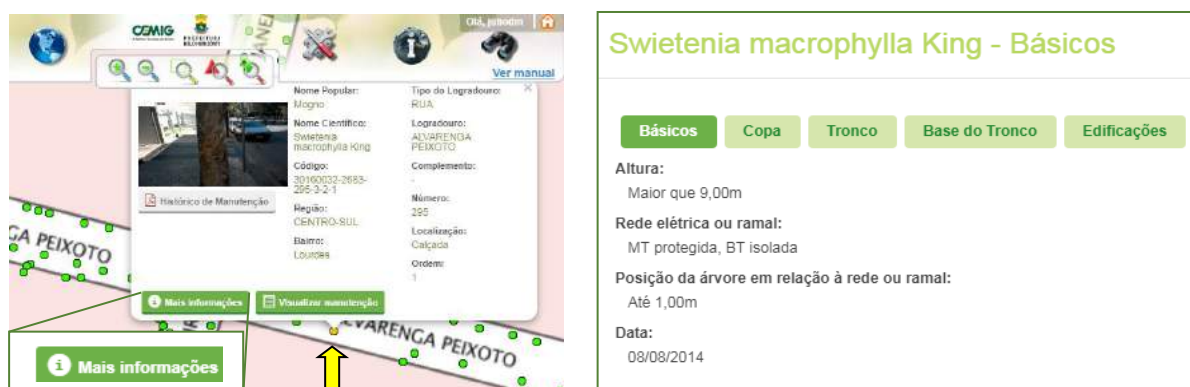 CEMIG
PREFEITURA
BELO HORIZONTE
Olá,
Ver manual
Nome Popular:
Mogno
Nome Científico:
Swietenia
macrophylla King
Código:
30160032-2683-
295-3-2-1
Região:
CENTRO-SUL
Bairro:
Lourdes
Tipo do Logradouro:
RUA
Logradouro:
ALVARENGA
PEIXOTO
Complemento:
-
Número:
295
Localização:
Calçada
Ordem:
1
Histórico de Manutenção
Mais informações
Visualizar manutenção
GA PEIXOTO
ALVARENGA PEIXOTO
Mais informações
Swietenia macrophylla King - Básicos
Básicos Copa Tronco Base do Tronco Edificações
Altura:
Maior que 9,00m
Rede elétrica ou ramal:
MT protegida, BT isolada
Posição da árvore em relação à rede ou ramal:
Até 1,00m
Data:
08/08/2014